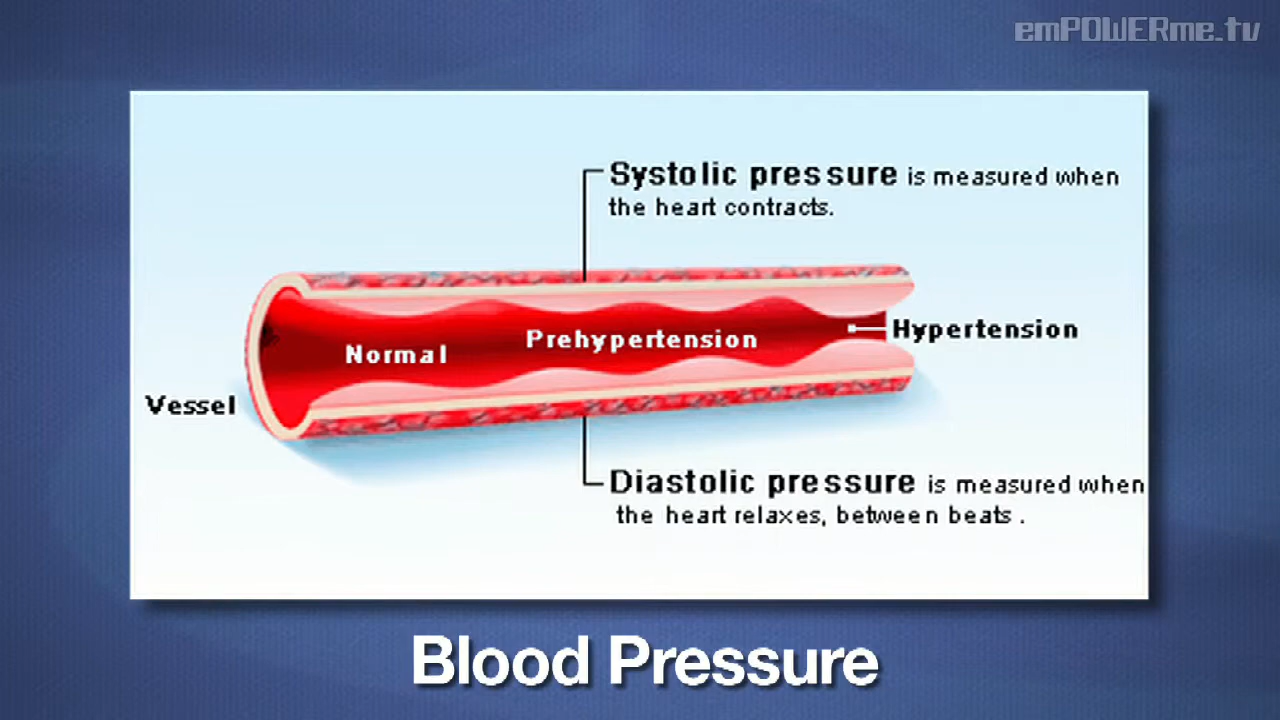 emPOWERme.tv
Systolic pressure is measured when
the heart contracts.
Normal
Prehypertension
Hypertension
Vessel
Diastolic pressure is measured when
the heart relaxes, between beats .
Blood Pressure